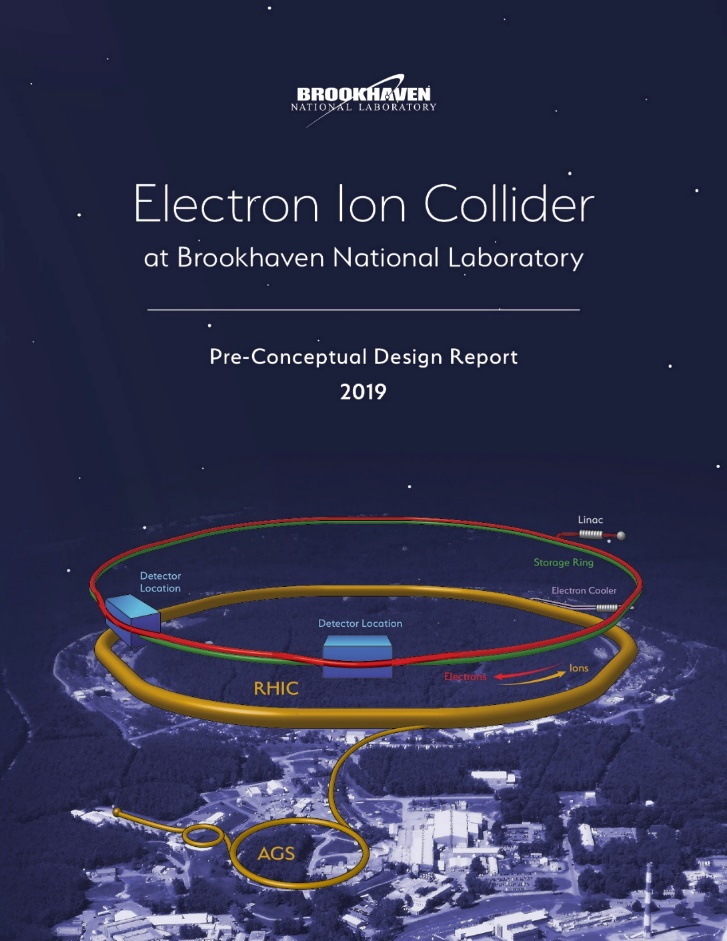 BROOKHAVEN
NATIONAL LABORATORY
Electron Ion Collider
at Brookhaven National Laboratory
Pre-Conceptual Design Report
2019
Linac
Storage Ring
Detector
Location
Electron Cooler
Detector Location
Electrons
Ions
RHIC
AGS